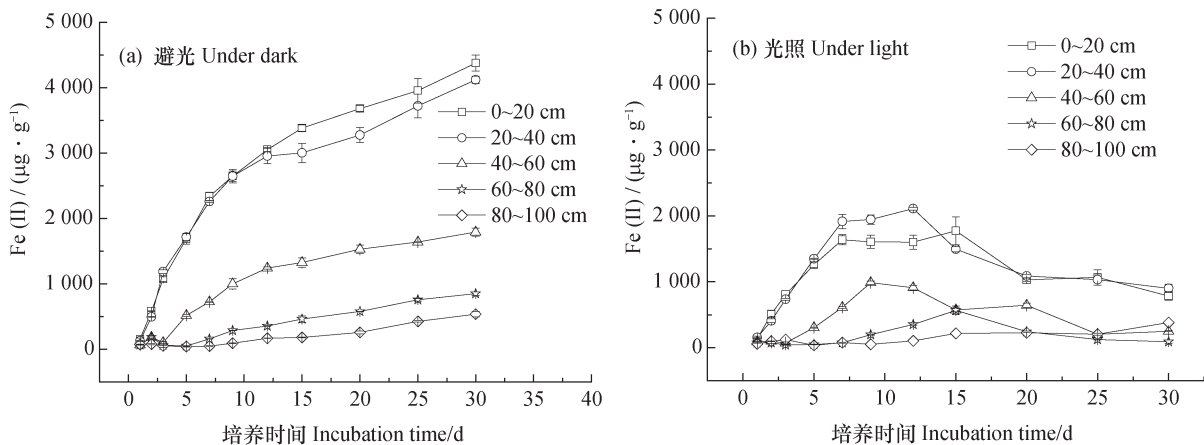 5 000
4 000
3 000
2 000
1 000
0
Fe (II) / (μg · g⁻¹)
(a) 避光 Under dark
0~20 cm
20~40 cm
40~60 cm
60~80 cm
80~100 cm
0 5 10 15 20 25 30 35 40
培养时间 Incubation time/d
5 000
4 000
3 000
2 000
1 000
0
Fe (II) / (μg · g⁻¹)
(b) 光照 Under light
0~20 cm
20~40 cm
40~60 cm
60~80 cm
80~100 cm
0 5 10 15 20 25 30
培养时间 Incubation time/d